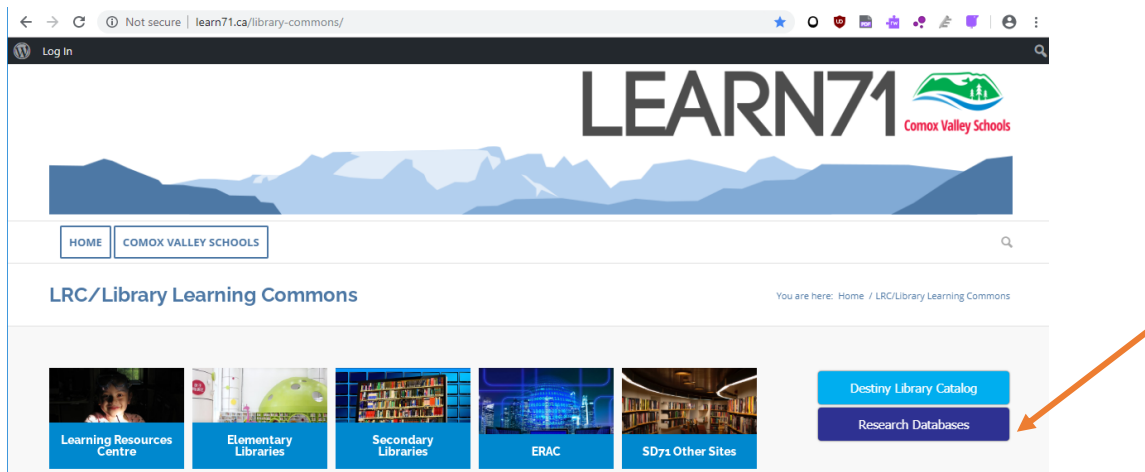 Not secure | learn71.ca/library-commons/
Log In
LEARN71
Comox Valley Schools
HOME
COMOX VALLEY SCHOOLS
LRC/Library Learning Commons
You are here: Home / LRC/Library Learning Commons
Destiny Library Catalog
Research Databases
Learning Resources
Centre
Elementary
Libraries
Secondary
Libraries
ERAC
SD71 Other Sites